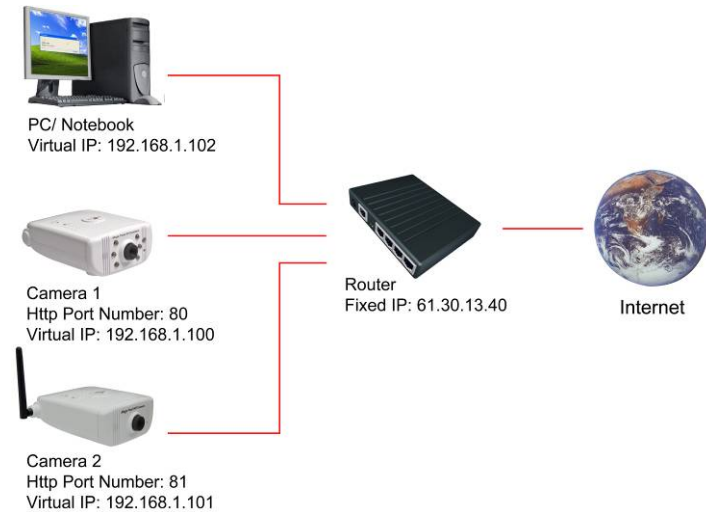 PC/ Notebook
Virtual IP: 192.168.1.102
Camera 1
Http Port Number: 80
Virtual IP: 192.168.1.100
Router
Fixed IP: 61.30.13.40
Internet
Camera 2
Http Port Number: 81
Virtual IP: 192.168.1.101